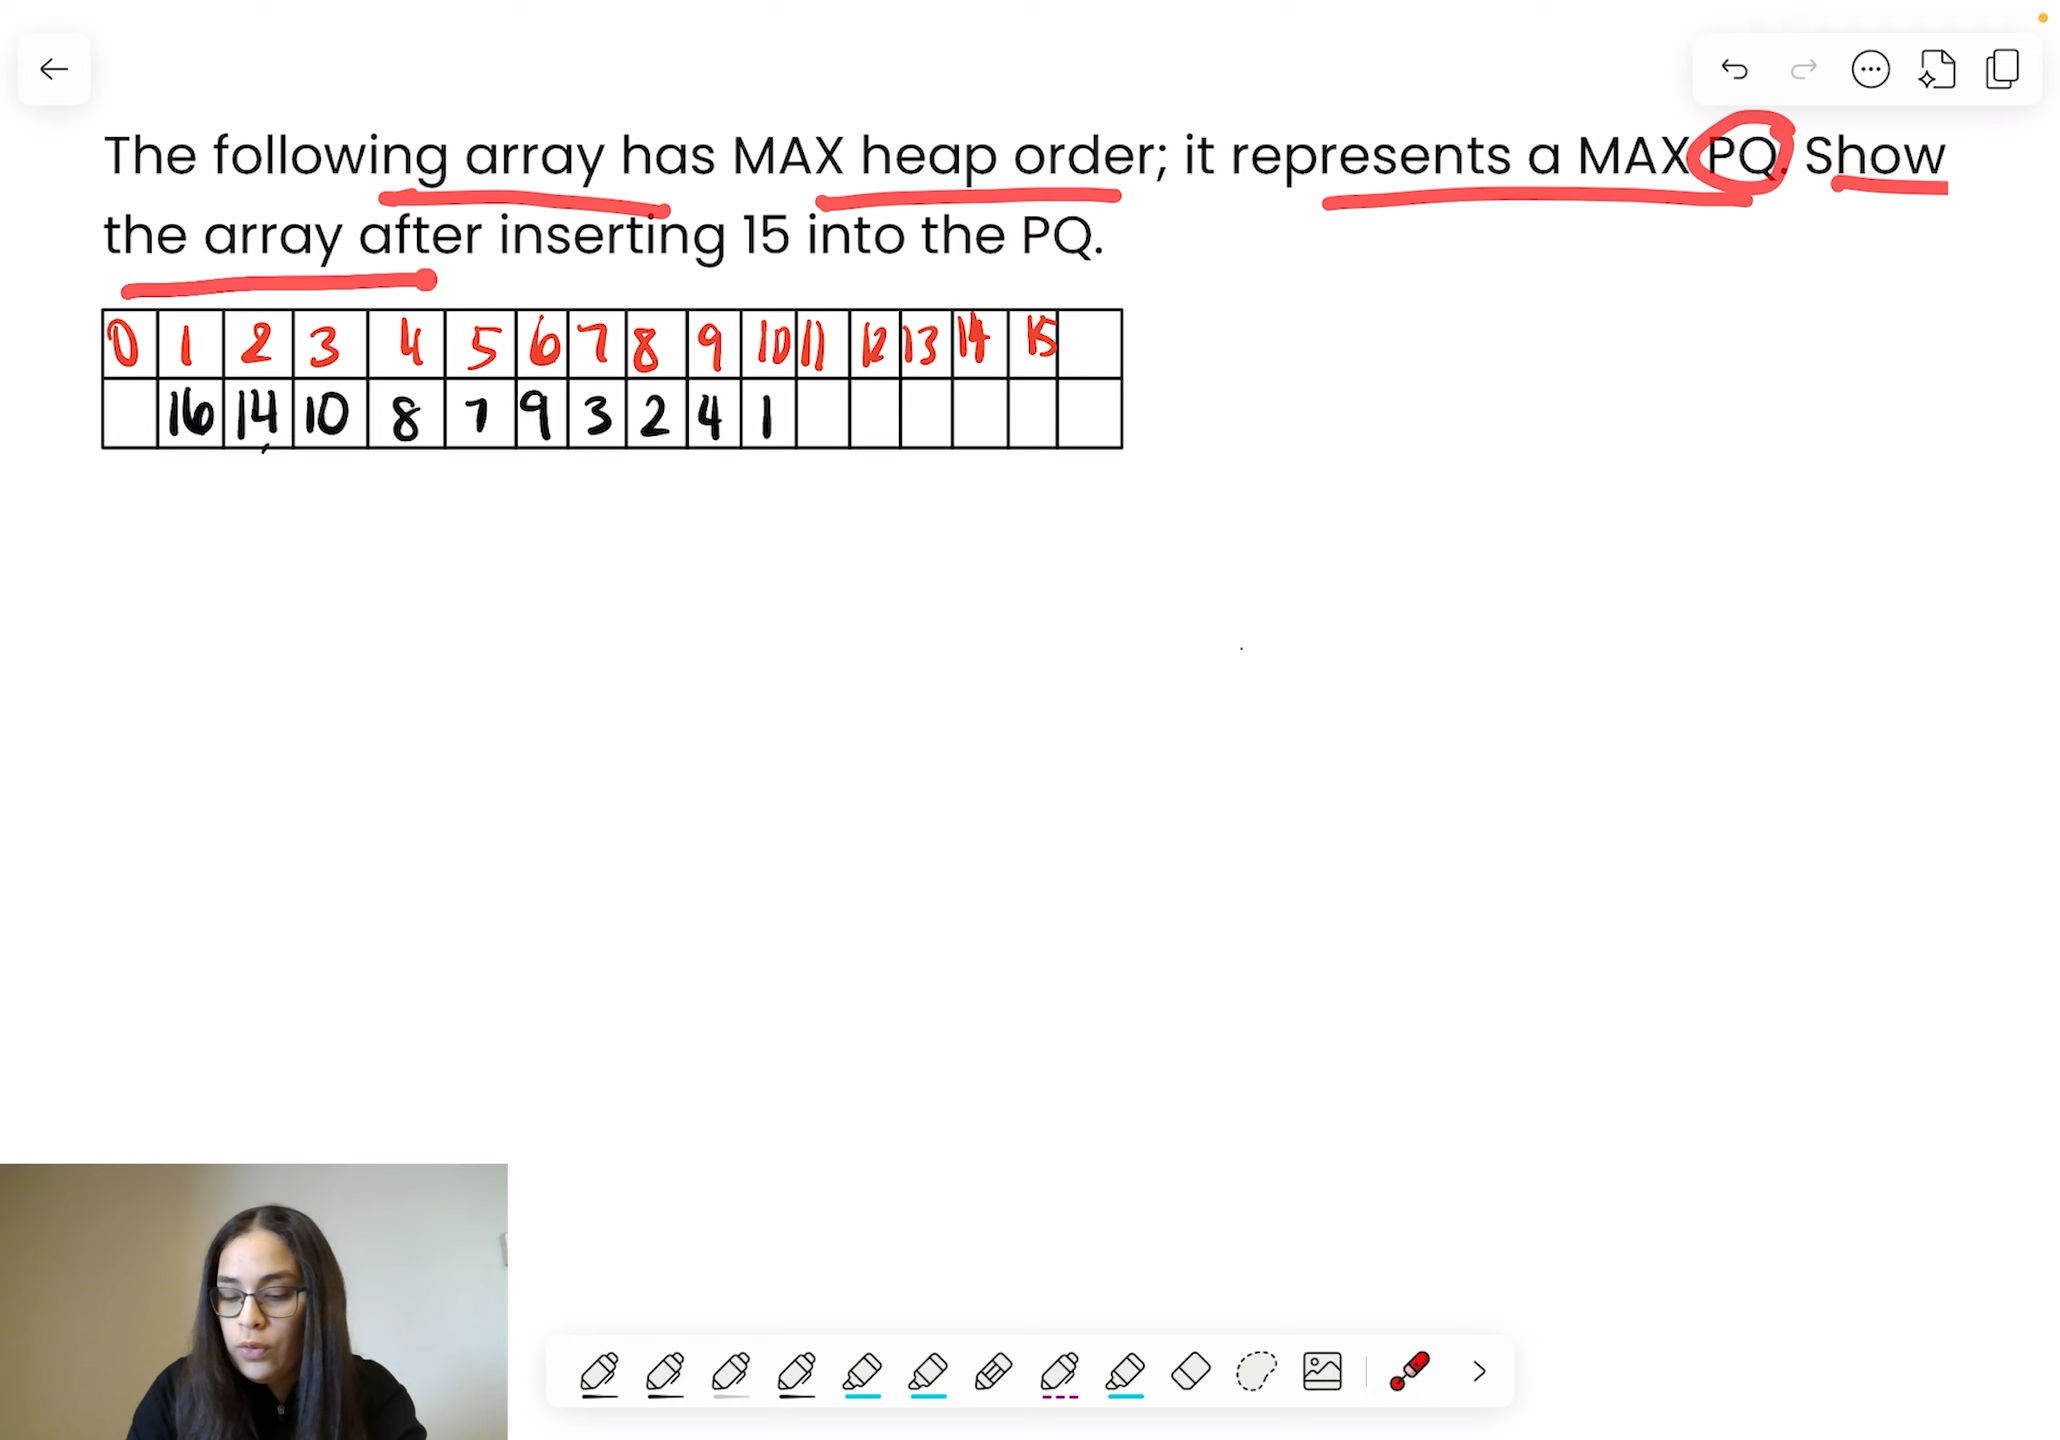 The following array has MAX heap order; it represents a MAX PQ. Show
the array after inserting 15 into the PQ.
0 1 2 3 4 5 6 7 8 9 10 11 12 13 14 15
16 14 10 8 7 9 3 2 4 1